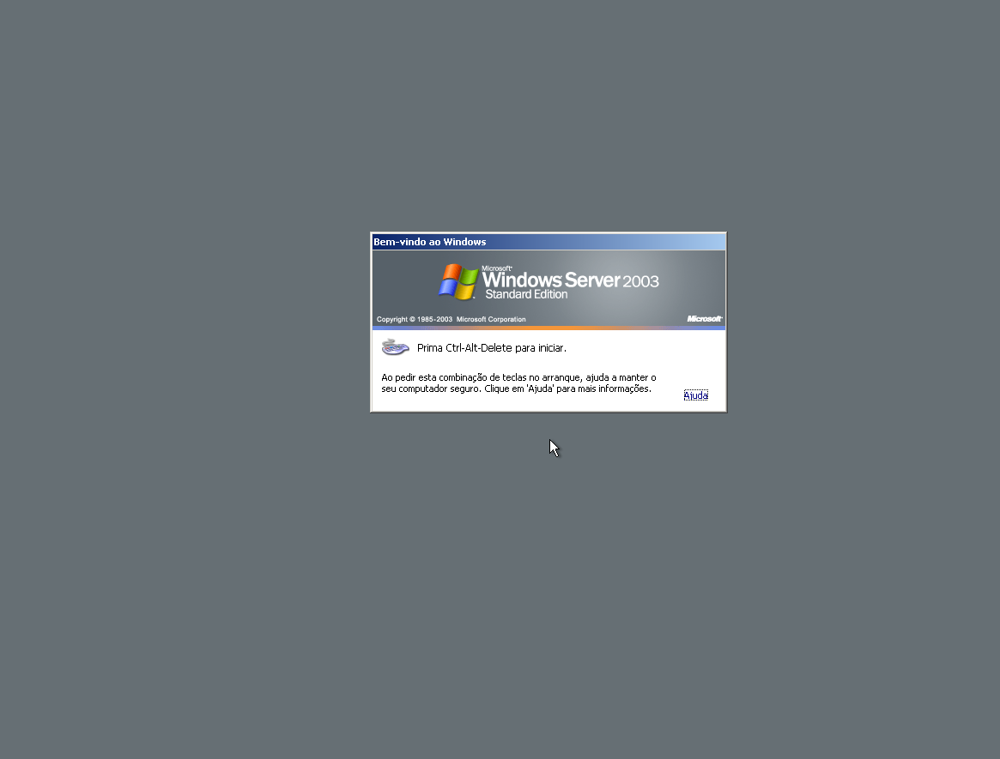 Bem-vindo ao Windows
Microsoft®
Windows Server 2003
Standard Edition
Copyright © 1985-2003 Microsoft Corporation
Microsoft®
Prima Ctrl-Alt-Delete para iniciar.
Ao pedir esta combinação de teclas no arranque, ajuda a manter o
seu computador seguro. Clique em 'Ajuda' para mais informações.
Ajuda